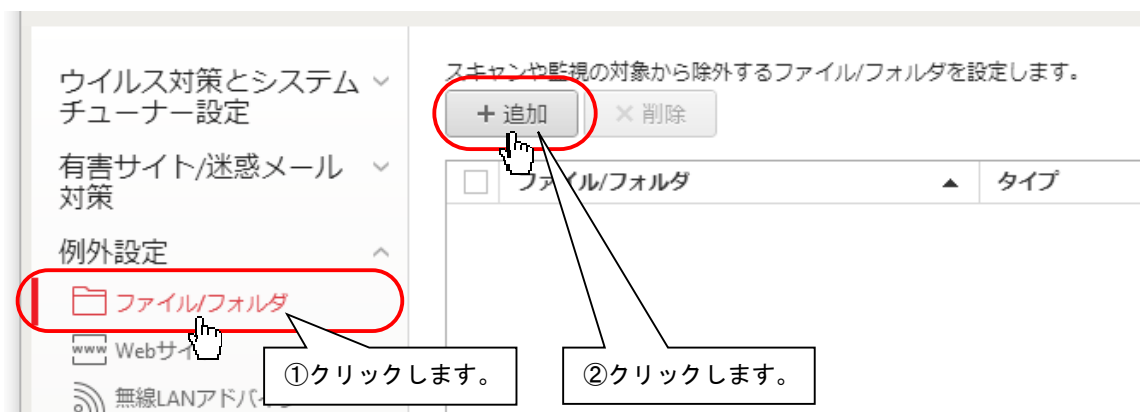 ウイルス対策とシステム
チューナー設定
有害サイト/迷惑メール
対策
例外設定
ファイル/フォルダ
www Webサイ
無線LANアドバイ
①クリックします。
スキャンや監視の対象から除外するファイル/フォルダを設定します。
+ 追加
× 削除
ファイル/フォルダ
タイプ
②クリックします。